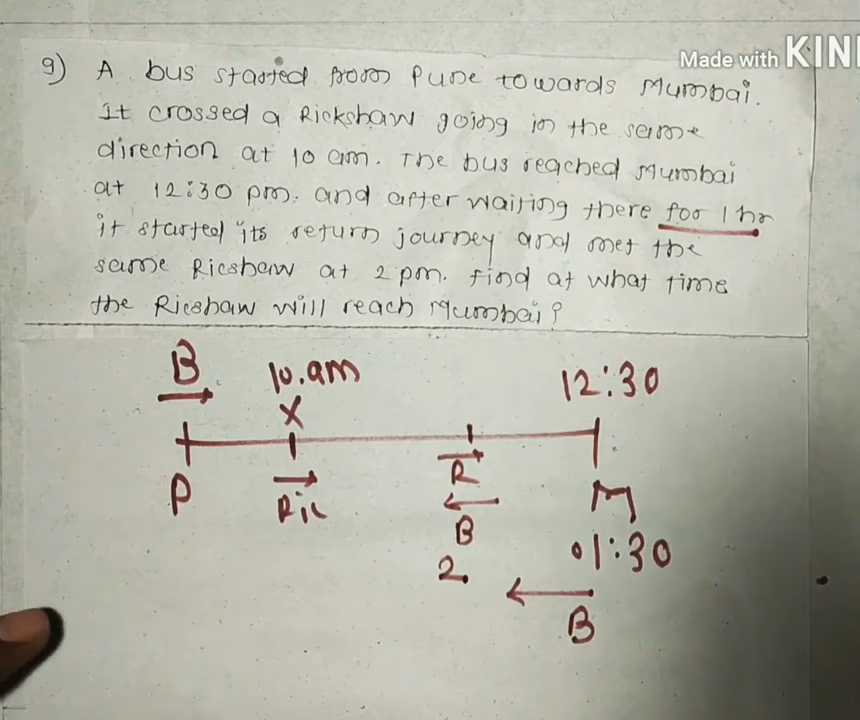 Made with KIN
9) A bus started from Pune towards Mumbai.
It crossed a Rickshaw going in the same
direction at 10 am. The bus reached Mumbai
at 12:30 pm. and after waiting there for 1 hr
it started its return journey and met the
same Ricshaw at 2 pm. find at what time
the Ricshaw will reach Mumbai?
B 10.am 12:30
X
P Ric R M
B 01:30
2.
B